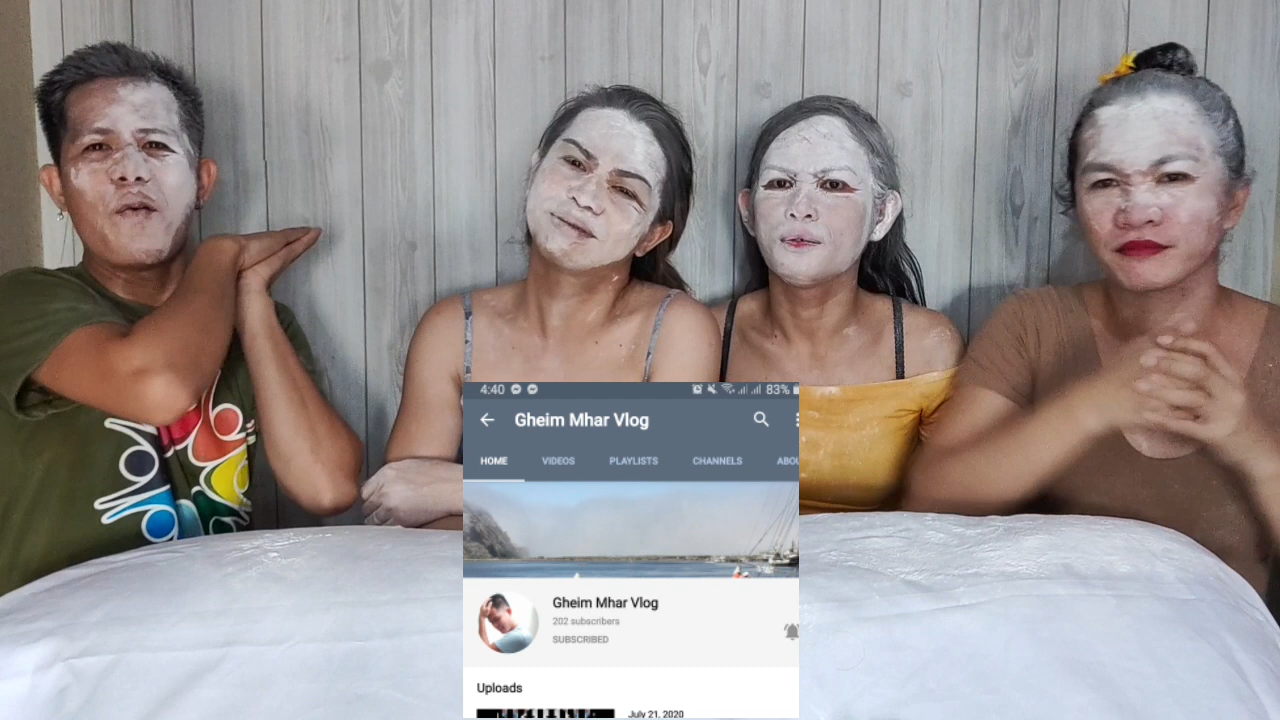 4:40
83%
Gheim Mhar Vlog
HOME VIDEOS PLAYLISTS CHANNELS ABOU
Gheim Mhar Vlog
202 subscribers
SUBSCRIBED
Uploads
July 21, 2020